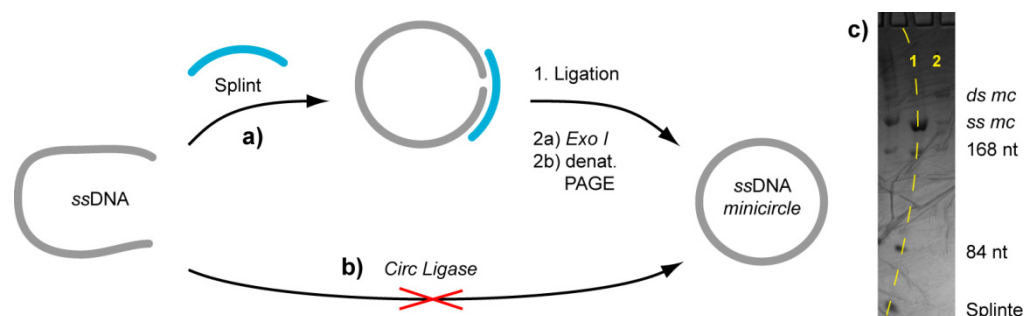 Splint
a)
ssDNA
1. Ligation
2a) Exo I
2b) denat.
PAGE
ssDNA
minicircle
b)
Circ Ligase
c)
1 2
ds mc
ss mc
168 nt
84 nt
Splinte